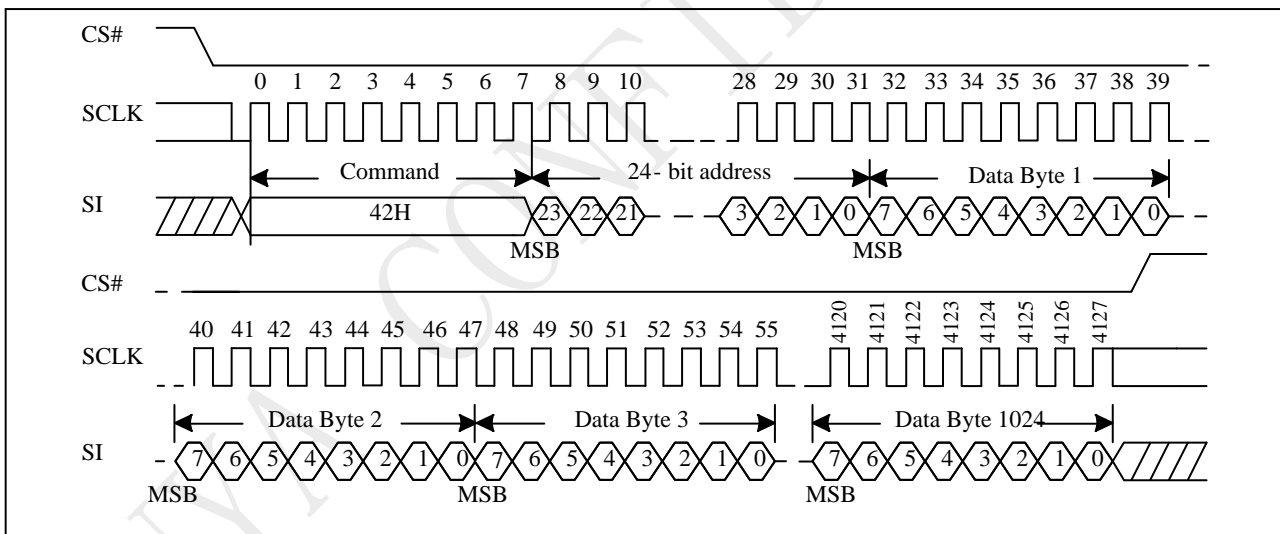 CS#
0 1 2 3 4 5 6 7 8 9 10 28 29 30 31 32 33 34 35 36 37 38 39
SCLK
Command 24- bit address Data Byte 1
SI 42H 23 22 21 3 2 1 0 7 6 5 4 3 2 1 0
MSB MSB
CS#
40 41 42 43 44 45 46 47 48 49 50 51 52 53 54 55 4120 4121 4122 4123 4124 4125 4126 4127
SCLK
Data Byte 2 Data Byte 3 Data Byte 1024
SI 7 6 5 4 3 2 1 0 7 6 5 4 3 2 1 0 7 6 5 4 3 2 1 0
MSB MSB MSB